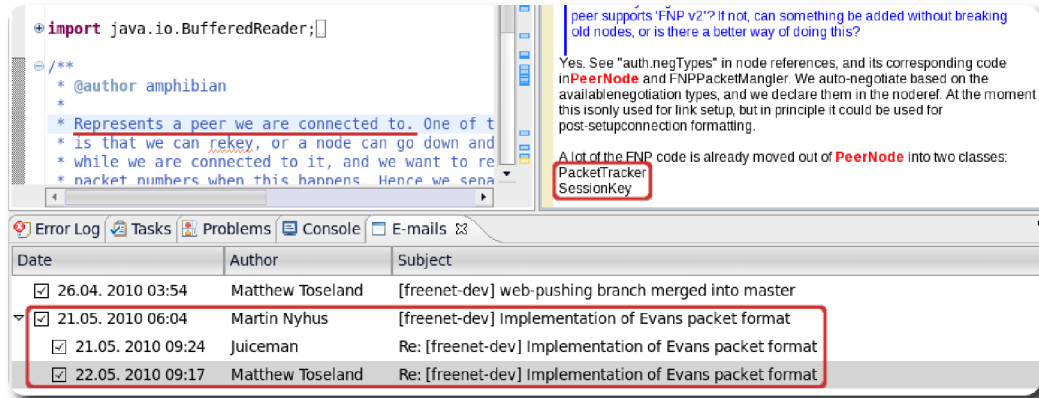 import java.io.BufferedReader;
/**
* @author amphibian
*
* Represents a peer we are connected to. One of t
* is that we can rekey, or a node can go down and
* while we are connected to it, and we want to re
* packet numbers when this happens. Hence we sepa
peer supports 'FNP v2'? If not, can something be added without breaking
old nodes, or is there a better way of doing this?
Yes. See "auth.negTypes" in node references, and its corresponding code
inPeerNode and FNPPacketMangler. We auto-negotiate based on the
availablenegotiation types, and we declare them in the noderef. At the moment
this isonly used for link setup, but in principle it could be used for
post-setupconnection formatting.
A lot of the FNP code is already moved out of PeerNode into two classes:
PacketTracker
SessionKey
Error Log Tasks Problems Console E-mails
Date Author Subject
26.04. 2010 03:54 Matthew Toseland [freenet-dev] web-pushing branch merged into master
21.05. 2010 06:04 Martin Nyhus [freenet-dev] Implementation of Evans packet format
21.05. 2010 09:24 Juiceman Re: [freenet-dev] Implementation of Evans packet format
22.05. 2010 09:17 Matthew Toseland Re: [freenet-dev] Implementation of Evans packet format